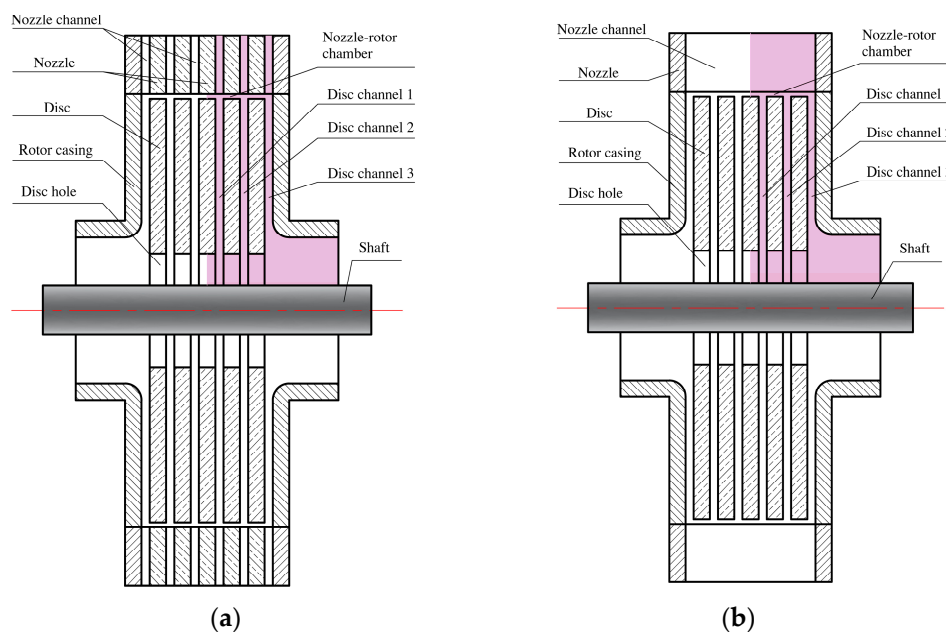 Nozzle channel
Nozzle
Disc
Rotor casing
Disc hole
Nozzle-rotor
chamber
Disc channel 1
Disc channel 2
Disc channel 3
Shaft
(a)
Nozzle channel
Nozzle
Disc
Rotor casing
Disc hole
Nozzle-rotor
chamber
Disc channel
Disc channel
Disc channel
Shaft
(b)